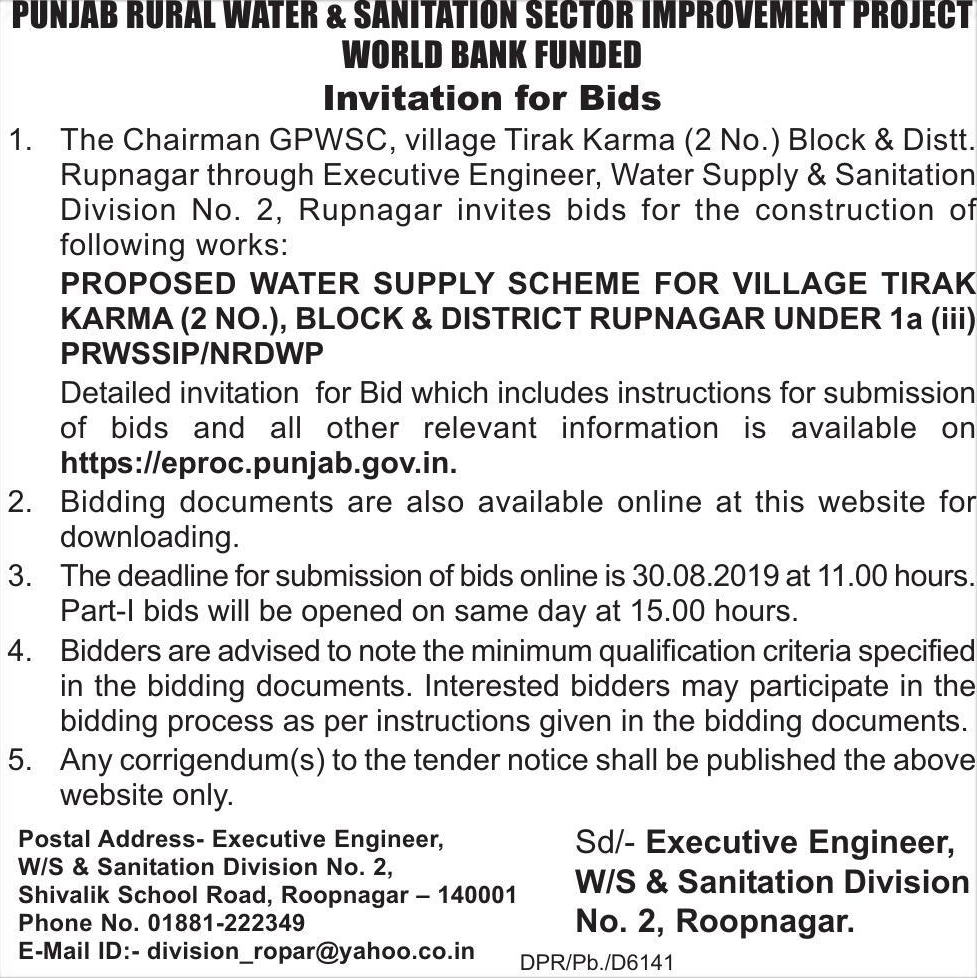 PUNJAB RURAL WATER & SANITATION SECTOR IMPROVEMENT PROJECT
WORLD BANK FUNDED
Invitation for Bids
1. The Chairman GPWSC, village Tirak Karma (2 No.) Block & Distt.
Rupnagar through Executive Engineer, Water Supply & Sanitation
Division No. 2, Rupnagar invites bids for the construction of
following works:
PROPOSED WATER SUPPLY SCHEME FOR VILLAGE TIRAK
KARMA (2 NO.), BLOCK & DISTRICT RUPNAGAR UNDER 1a (iii)
PRWSSIP/NRDWP
Detailed invitation for Bid which includes instructions for submission
of bids and all other relevant information is available on
https://eproc.punjab.gov.in.
2. Bidding documents are also available online at this website for
downloading.
3. The deadline for submission of bids online is 30.08.2019 at 11.00 hours.
Part-I bids will be opened on same day at 15.00 hours.
4. Bidders are advised to note the minimum qualification criteria specified
in the bidding documents. Interested bidders may participate in the
bidding process as per instructions given in the bidding documents.
5. Any corrigendum(s) to the tender notice shall be published the above
website only.
Postal Address- Executive Engineer,
W/S & Sanitation Division No. 2,
Shivalik School Road, Roopnagar – 140001
Phone No. 01881-222349
E-Mail ID:- division_ropar@yahoo.co.in
Sd/- Executive Engineer,
W/S & Sanitation Division
No. 2, Roopnagar.
DPR/Pb./D6141